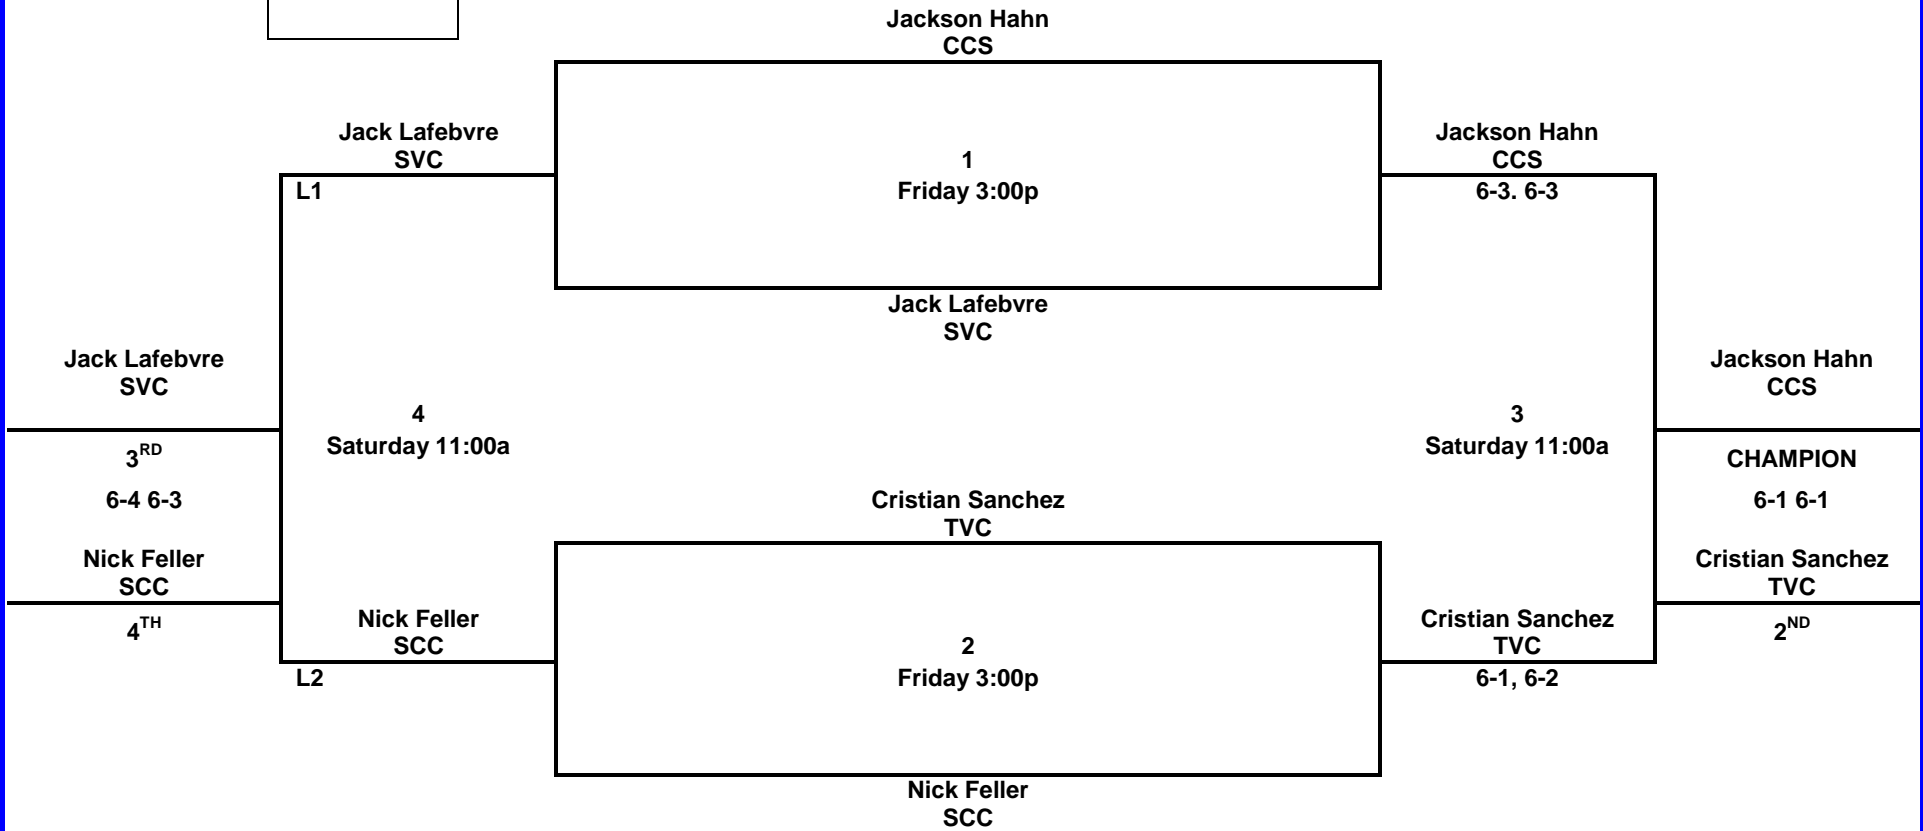 Jackson Hahn
CCS
Jack Lafebvre
SVC
L1
1
Friday 3:00p
Jackson Hahn
CCS
6-3. 6-3
Jack Lafebvre
SVC
Jack Lafebvre
SVC
3RD
6-4 6-3
4
Saturday 11:00a
3
Saturday 11:00a
Jackson Hahn
CCS
CHAMPION
6-1 6-1
Cristian Sanchez
TVC
Nick Feller
SCC
4TH
Nick Feller
SCC
L2
2
Friday 3:00p
Cristian Sanchez
TVC
6-1, 6-2
Cristian Sanchez
TVC
2ND
Nick Feller
SCC